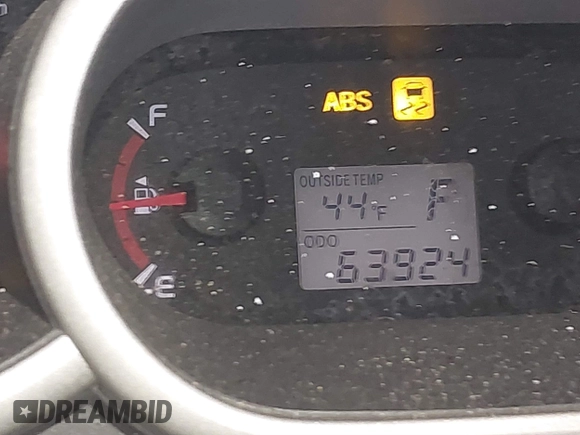 ABS
F
OUTSIDE TEMP
44°F F
ODO
63924
E
DREAMBID